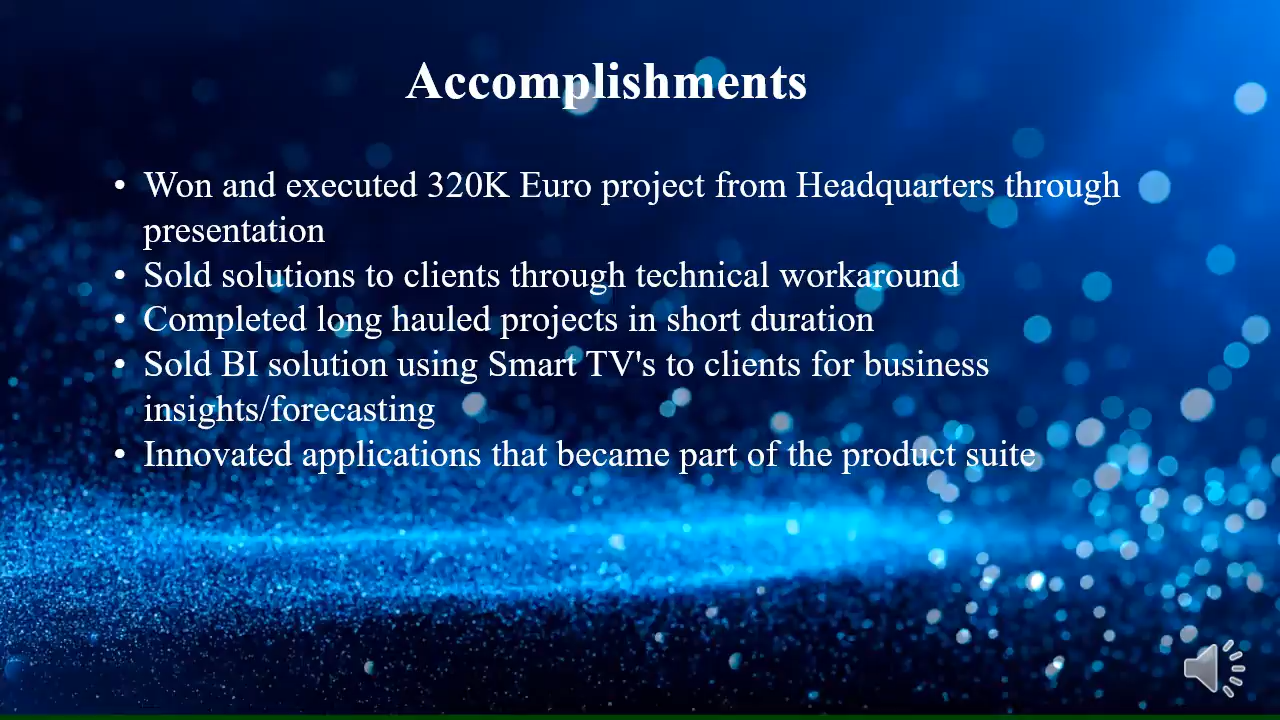 Accomplishments
• Won and executed 320K Euro project from Headquarters through
presentation
• Sold solutions to clients through technical workaround
• Completed long hauled projects in short duration
• Sold BI solution using Smart TV's to clients for business
insights/forecasting
• Innovated applications that became part of the product suite